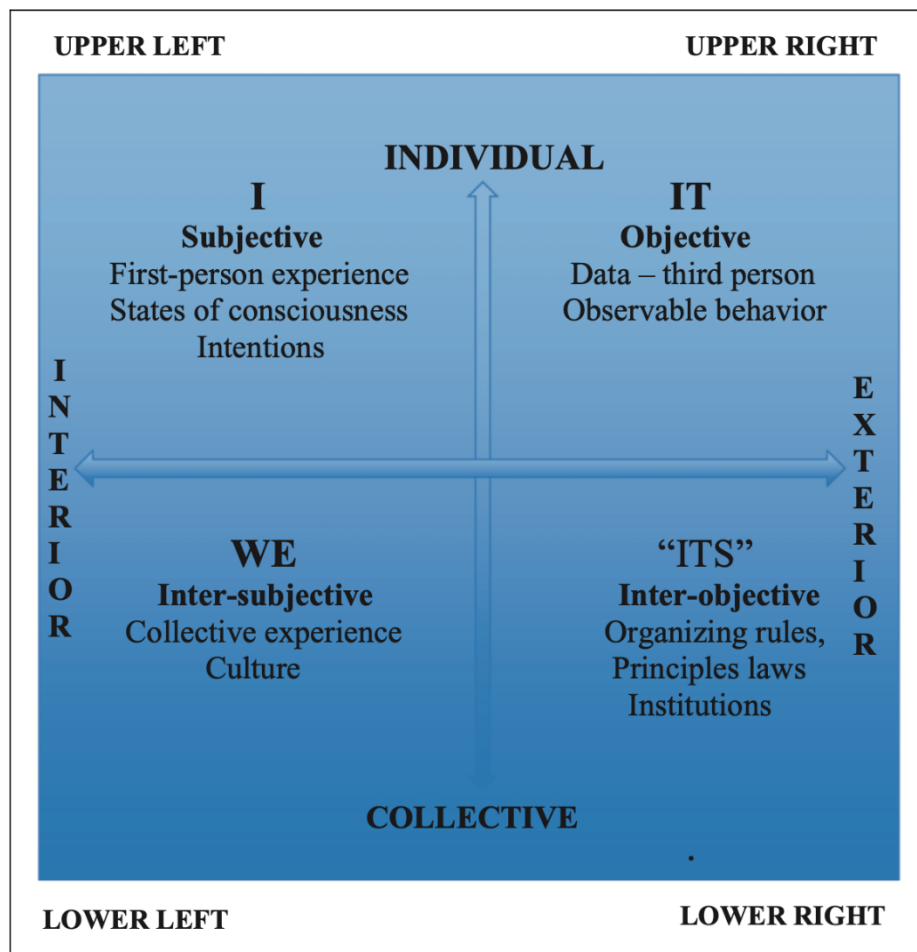 UPPER LEFT
UPPER RIGHT
INDIVIDUAL
I
Subjective
First-person experience
States of consciousness
Intentions
IT
Objective
Data – third person
Observable behavior
INTERIOR
EXTERIOR
WE
Inter-subjective
Collective experience
Culture
“ITS”
Inter-objective
Organizing rules,
Principles laws
Institutions
COLLECTIVE
.
LOWER LEFT
LOWER RIGHT